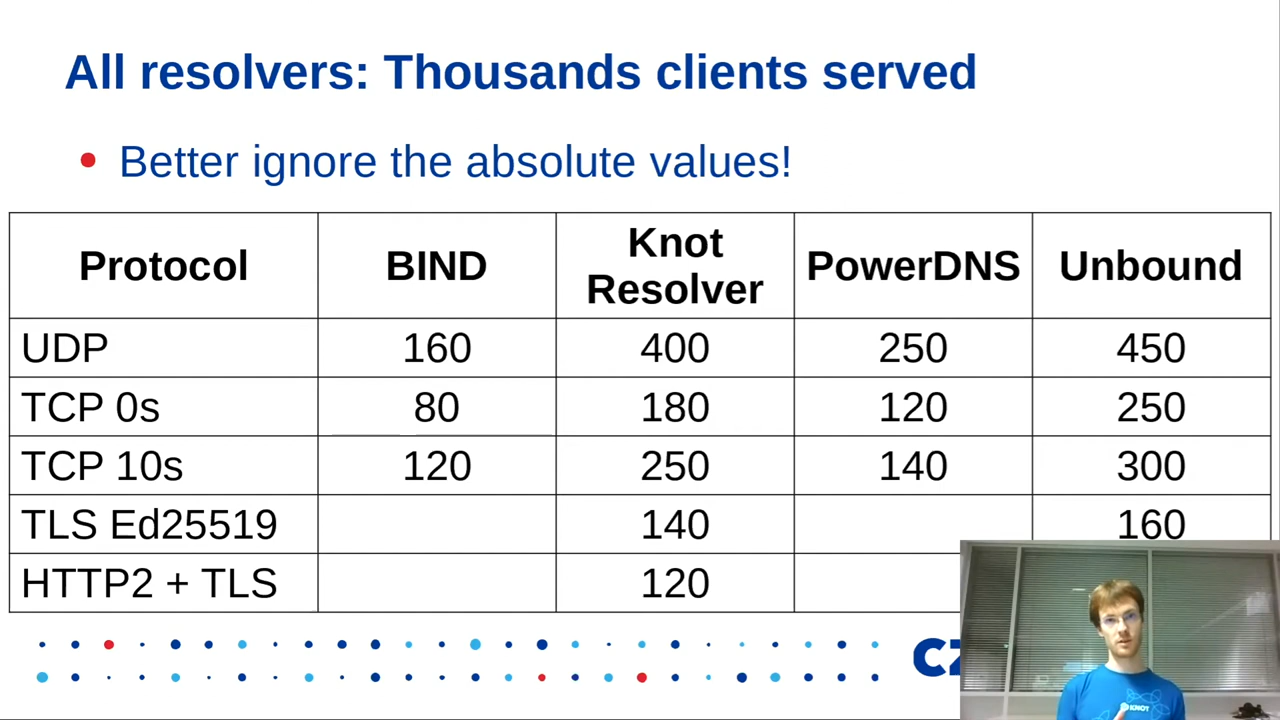 All resolvers: Thousands clients served
Better ignore the absolute values!
Protocol BIND Knot Resolver PowerDNS Unbound
UDP 160 400 250 450
TCP 0s 80 180 120 250
TCP 10s 120 250 140 300
TLS Ed25519 140 160
HTTP2 + TLS 120
CZ
KNOT